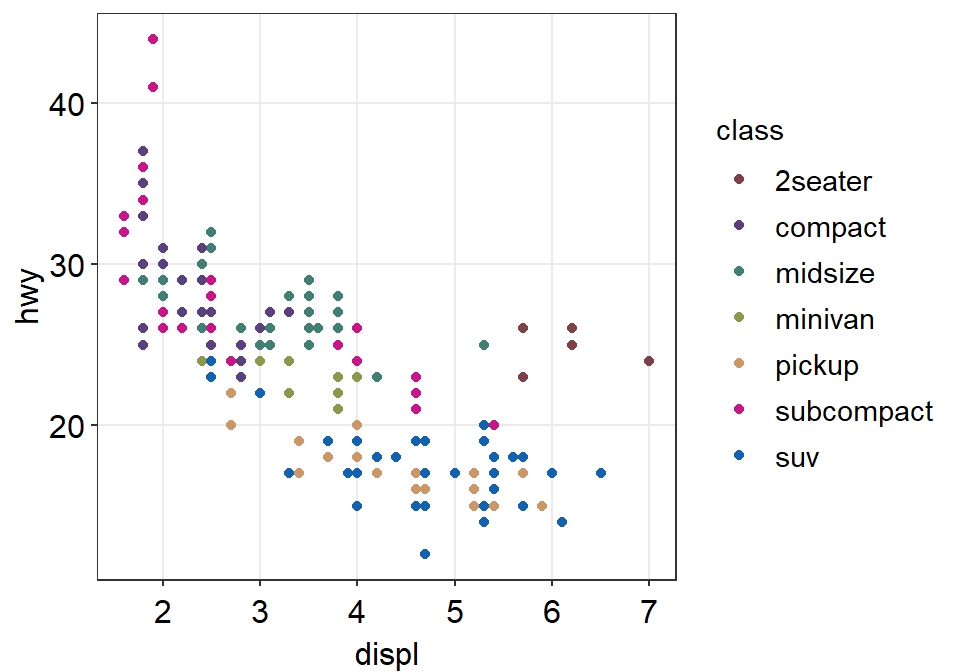 40
30
20
hwy
2
3
4
5
6
7
displ
class
2seater
compact
midsize
minivan
pickup
subcompact
suv